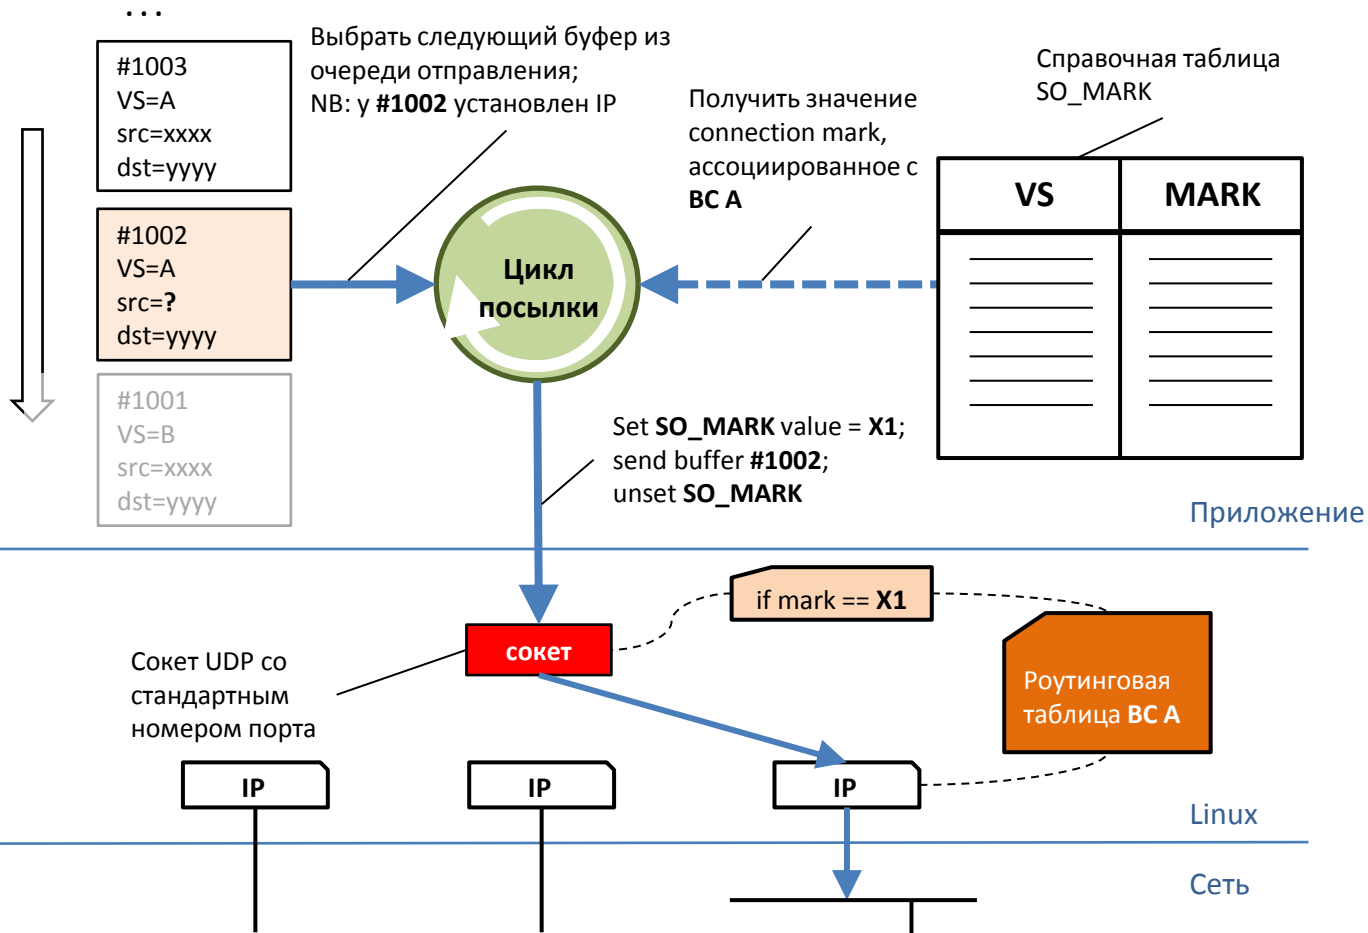 ...
#1003
VS=A
src=xxxx
dst=yyyy
Выбрать следующий буфер из
очереди отправления;
NB: у #1002 установлен IP
Получить значение
connection mark,
ассоциированное с
ВС А
Справочная таблица
SO_MARK
VS
MARK
#1002
VS=A
src=?
dst=yyyy
Цикл
посылки
#1001
VS=B
src=xxxx
dst=yyyy
Set SO_MARK value = X1;
send buffer #1002;
unset SO_MARK
Приложение
if mark == X1
сокет
Сокет UDP со
стандартным
номером порта
Роутинговая
таблица ВС А
IP
IP
IP
Linux
Сеть